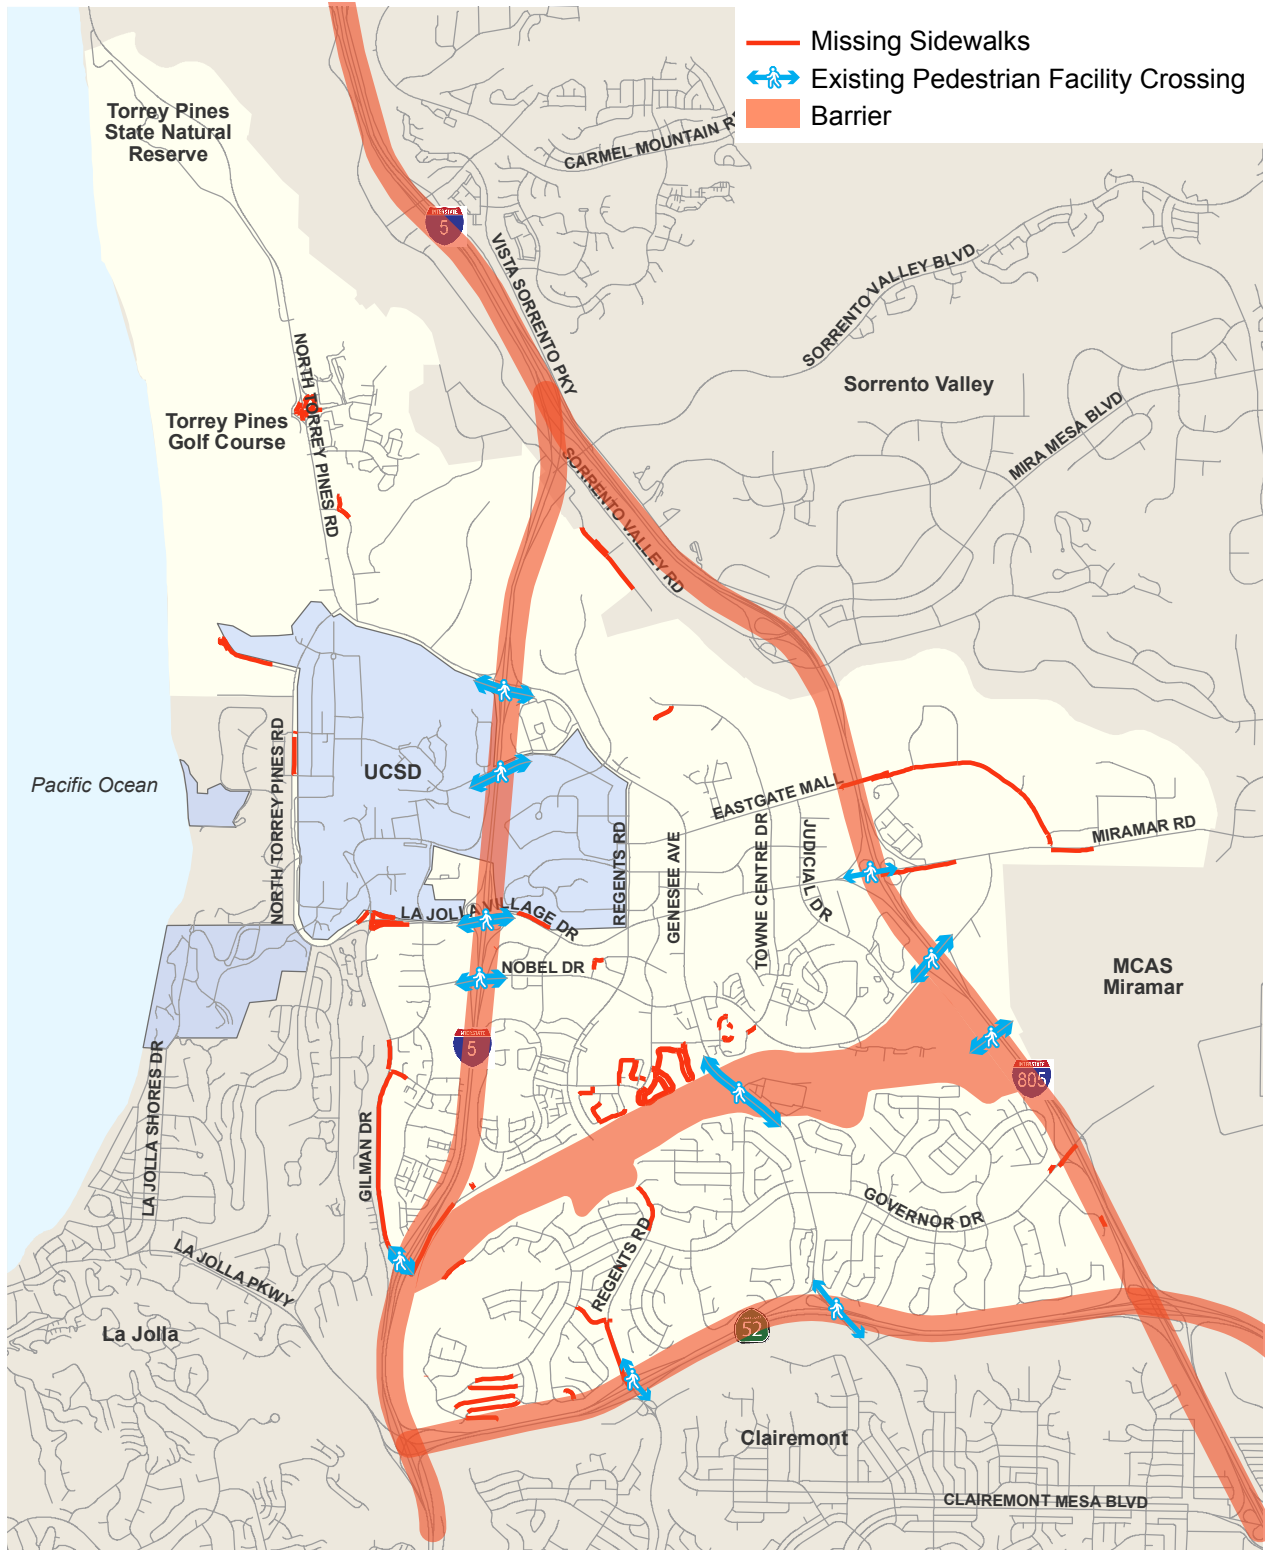 Missing Sidewalks
Existing Pedestrian Facility Crossing
Barrier
Torrey Pines
State Natural
Reserve
CARMEL MOUNTAIN R
INTERSTATE
5
VISTA SORRENTO PKY
SORRENTO VALLEY BLVD
Sorrento Valley
NORTH TORREY PINES RD
Torrey Pines
Golf Course
MIRA MESA BLVD
SORRENTO VALLEY RD
NORTH TORREY PINES RD
UCSD
Pacific Ocean
EASTGATE MALL
MIRAMAR RD
REGENTS RD
GENESEE AVE
TOWNE CENTRE DR
JUDICIAL DR
LA JOLLA VILLAGE DR
NOBEL DR
MCAS
Miramar
INTERSTATE
5
INTERSTATE
805
LA JOLLA SHORES DR
GILMAN DR
GOVERNOR DR
REGENTS RD
LA JOLLA PKWY
La Jolla
52
Clairemont
CLAIREMONT MESA BLVD